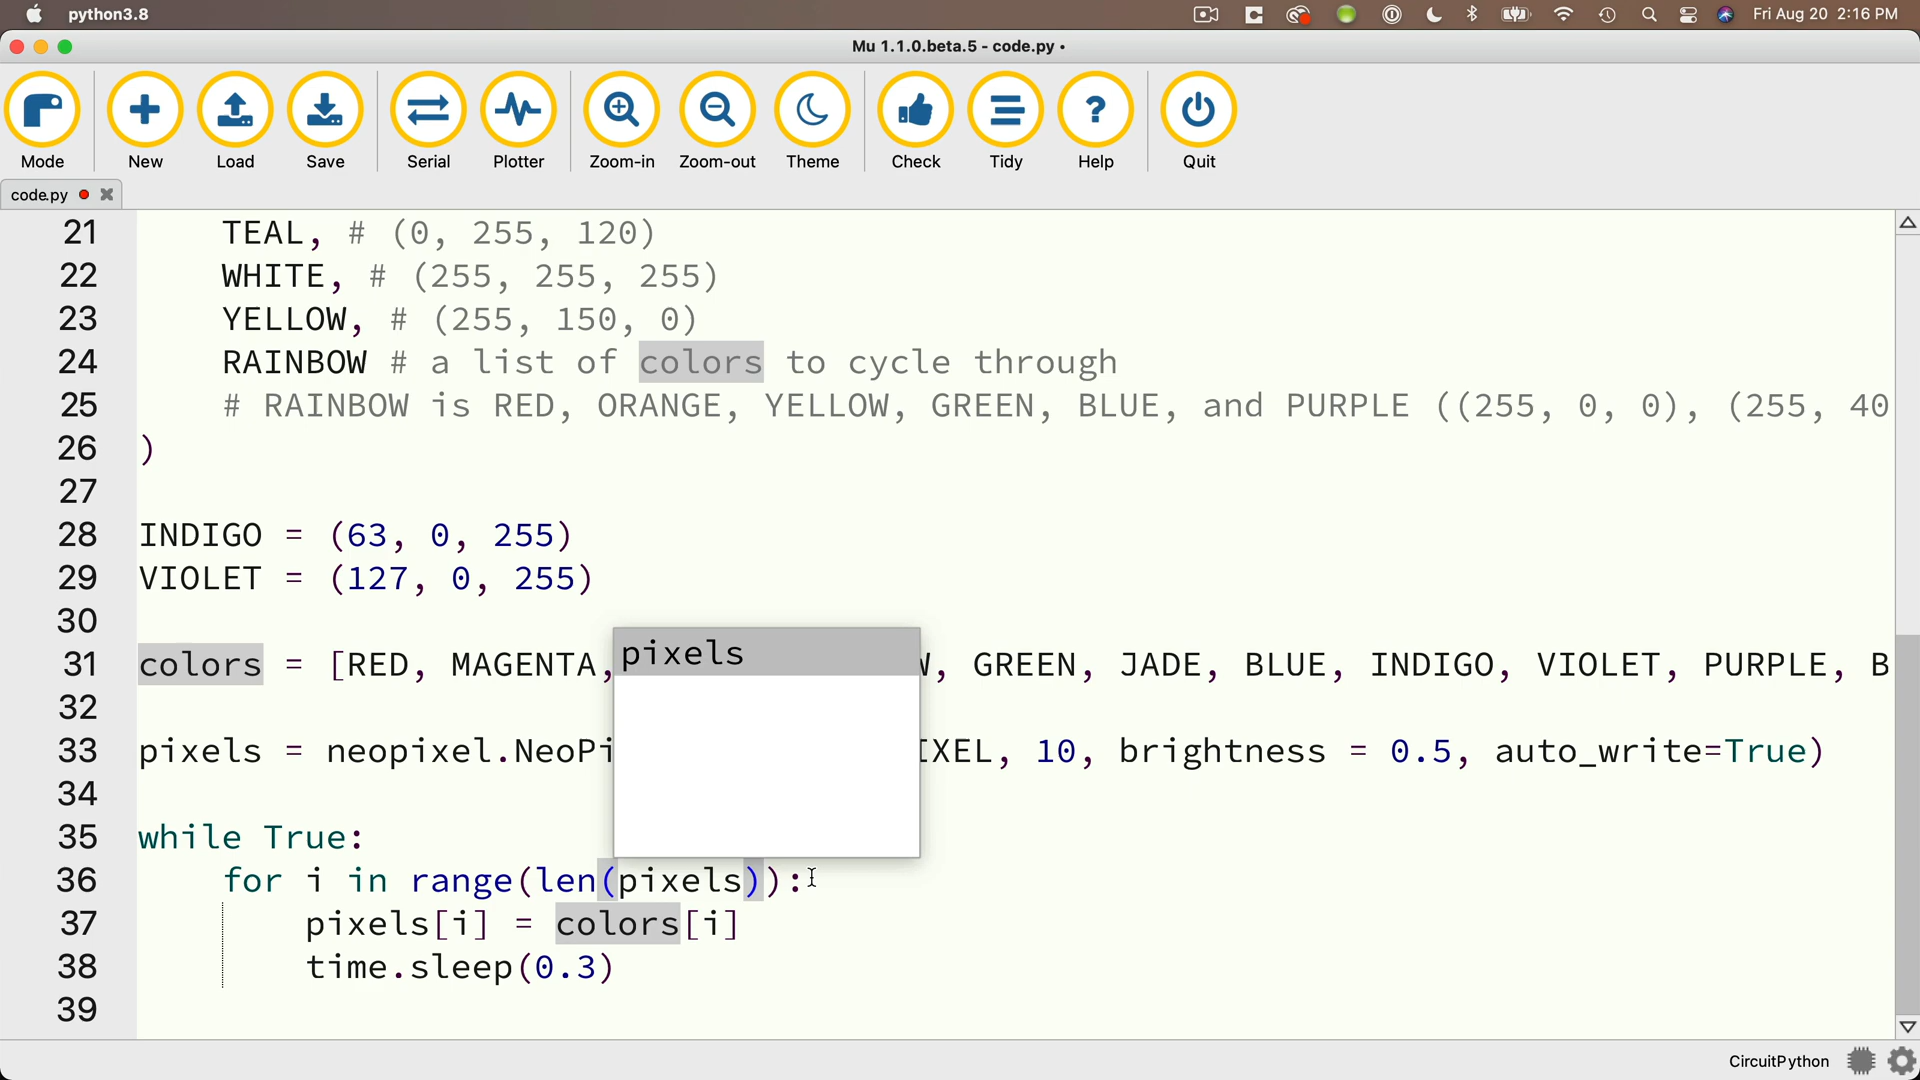 python3.8
Fri Aug 20 2:16 PM
Mu 1.1.0.beta.5 - code.py •
Mode
New
Load
Save
Serial
Plotter
Zoom-in
Zoom-out
Theme
Check
Tidy
Help
Quit
code.py
21 TEAL, # (0, 255, 120)
22 WHITE, # (255, 255, 255)
23 YELLOW, # (255, 150, 0)
24 RAINBOW # a list of colors to cycle through
25 # RAINBOW is RED, ORANGE, YELLOW, GREEN, BLUE, and PURPLE ((255, 0, 0), (255, 40
26 )
27
28 INDIGO = (63, 0, 255)
29 VIOLET = (127, 0, 255)
30
pixels
31 colors = [RED, MAGENTA, W, GREEN, JADE, BLUE, INDIGO, VIOLET, PURPLE, B
32
33 pixels = neopixel.NeoPi IXEL, 10, brightness = 0.5, auto_write=True)
34
35 while True:
36 for i in range(len(pixels)):
37 pixels[i] = colors[i]
38 time.sleep(0.3)
39
CircuitPython